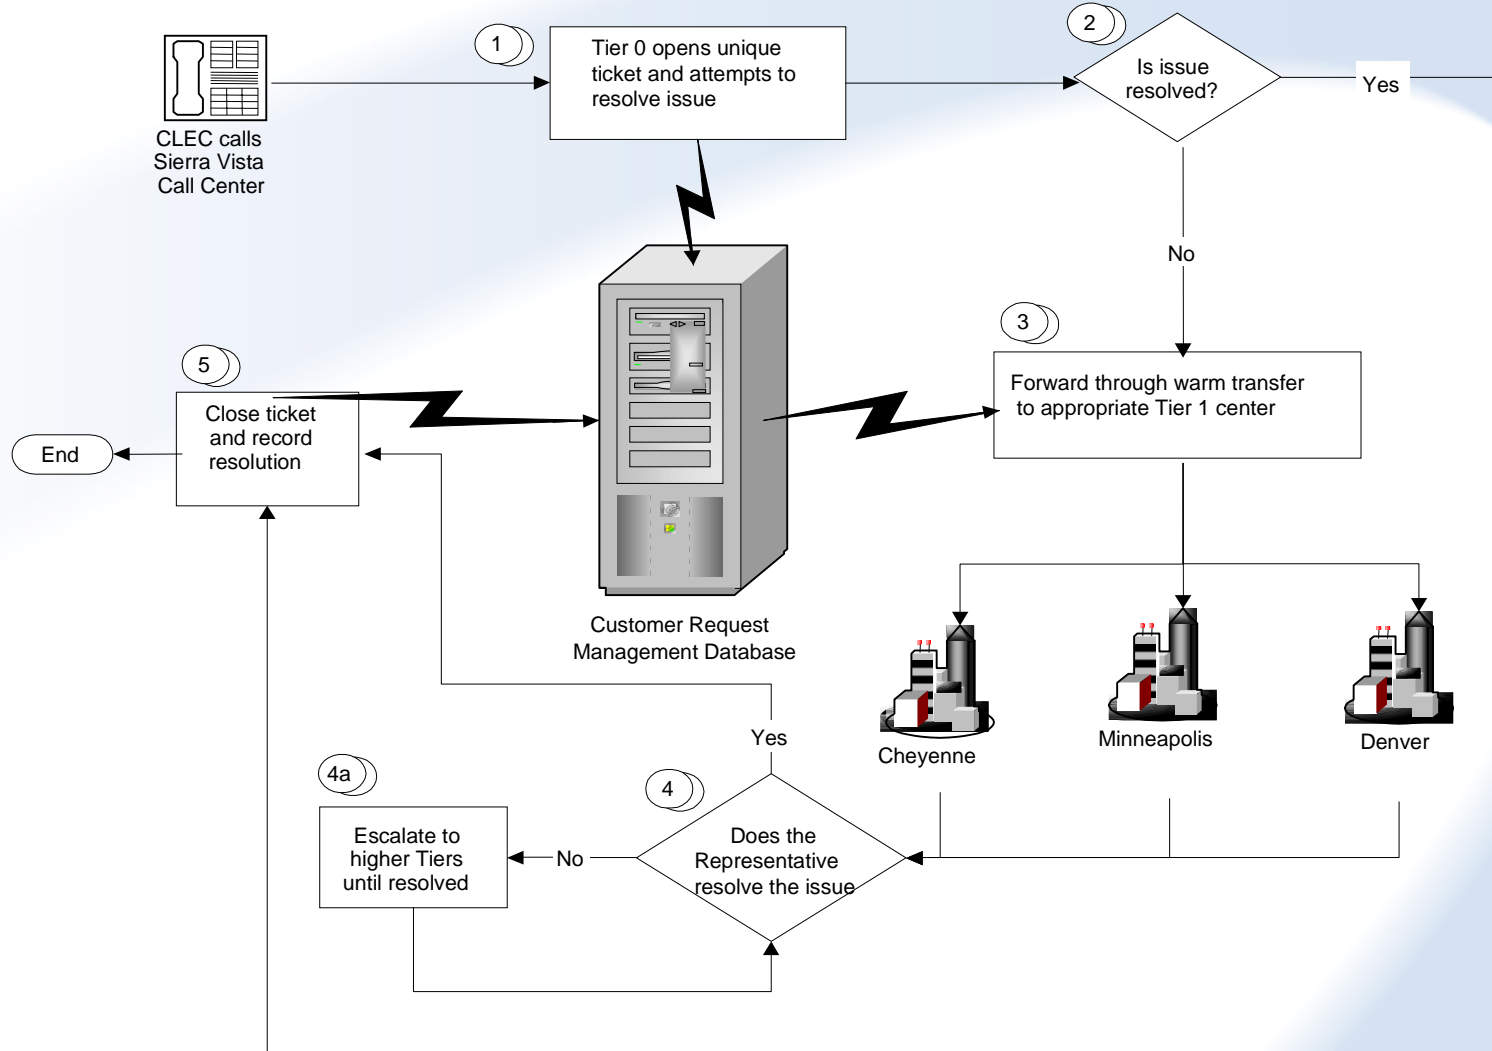 1
Tier 0 opens unique
ticket and attempts to
resolve issue
2
Is issue
resolved?
Yes
CLEC calls
Sierra Vista
Call Center
No
3
Forward through warm transfer
to appropriate Tier 1 center
5
Close ticket
and record
resolution
End
Customer Request
Management Database
Cheyenne
Minneapolis
Denver
Yes
4a
4
Escalate to
higher Tiers
until resolved
No
Does the
Representative
resolve the issue